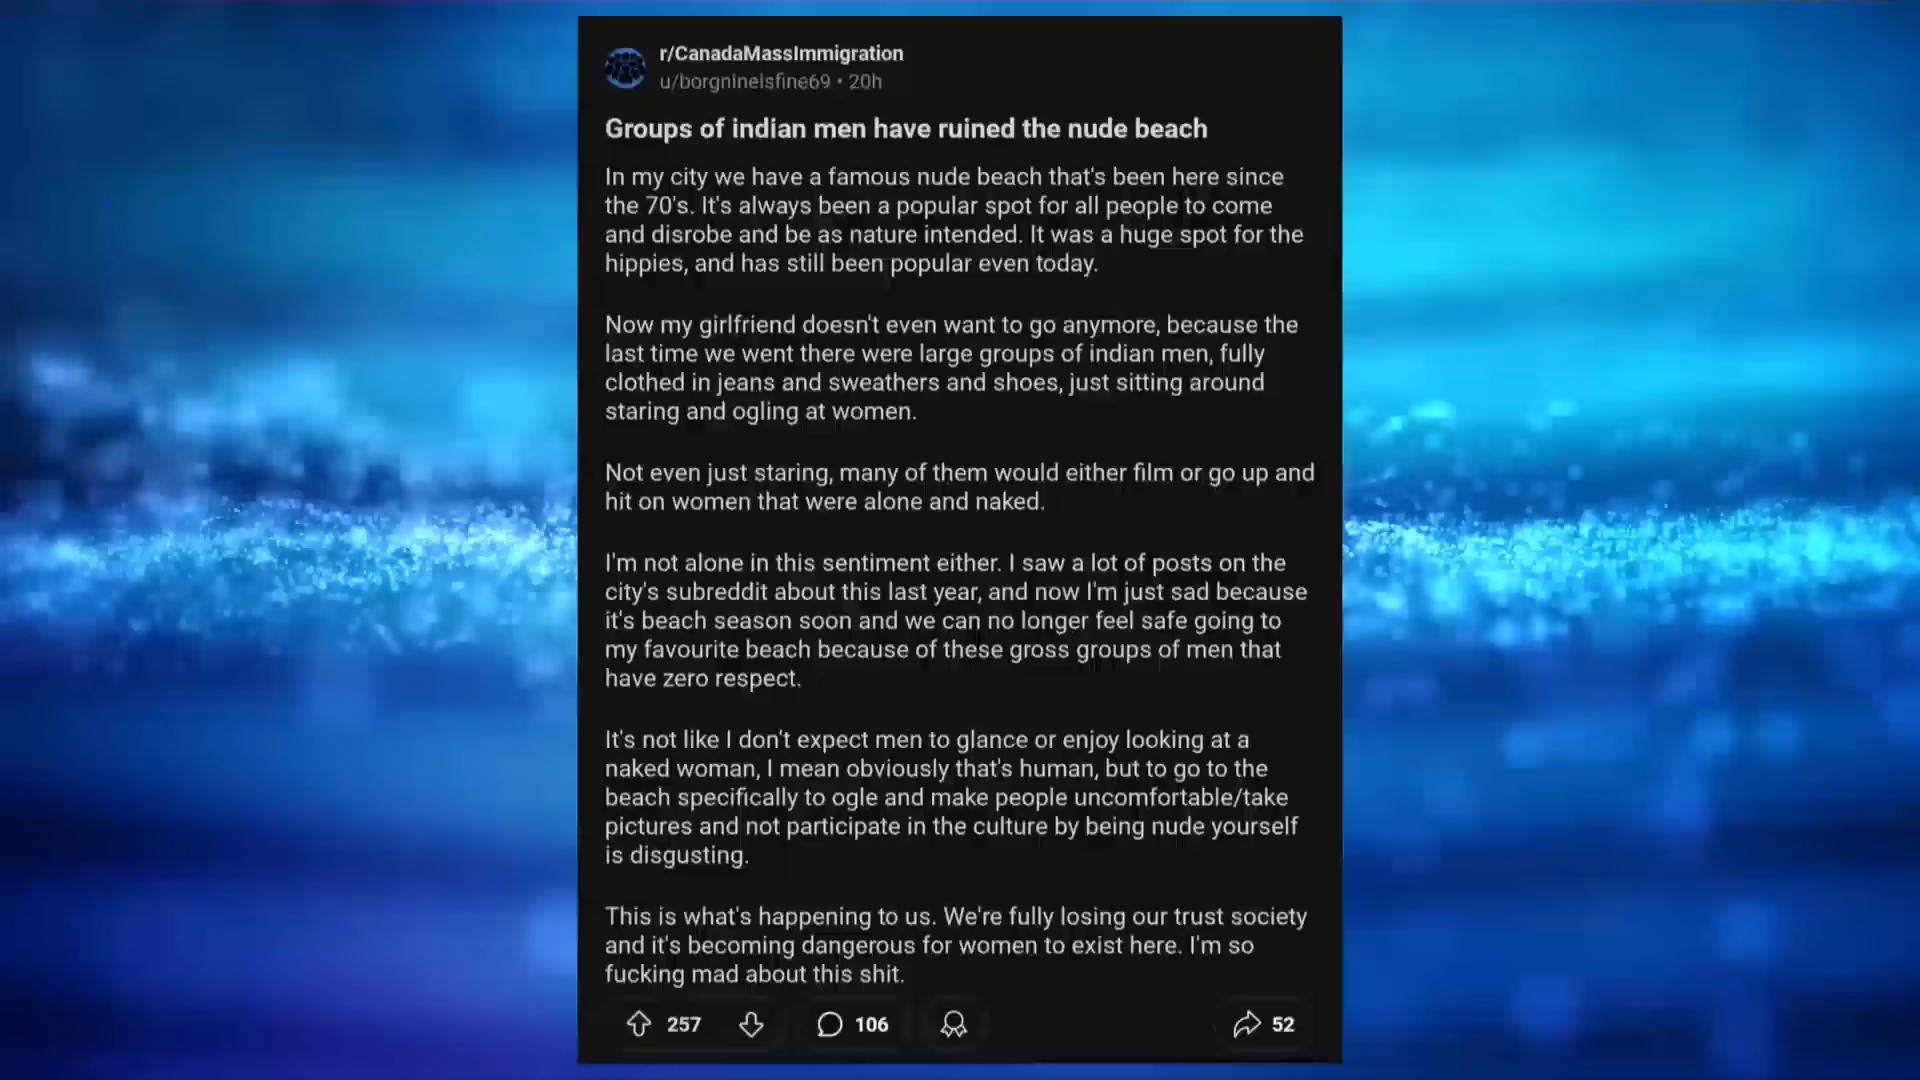 r/CanadaMassImmigration
u/borgnineisfine69 • 20h
Groups of indian men have ruined the nude beach
In my city we have a famous nude beach that's been here since
the 70's. It's always been a popular spot for all people to come
and disrobe and be as nature intended. It was a huge spot for the
hippies, and has still been popular even today.
Now my girlfriend doesn't even want to go anymore, because the
last time we went there were large groups of indian men, fully
clothed in jeans and sweathers and shoes, just sitting around
staring and ogling at women.
Not even just staring, many of them would either film or go up and
hit on women that were alone and naked.
I'm not alone in this sentiment either. I saw a lot of posts on the
city's subreddit about this last year, and now I'm just sad because
it's beach season soon and we can no longer feel safe going to
my favourite beach because of these gross groups of men that
have zero respect.
It's not like I don't expect men to glance or enjoy looking at a
naked woman, I mean obviously that's human, but to go to the
beach specifically to ogle and make people uncomfortable/take
pictures and not participate in the culture by being nude yourself
is disgusting.
This is what's happening to us. We're fully losing our trust society
and it's becoming dangerous for women to exist here. I'm so
fucking mad about this shit.
257 106 52